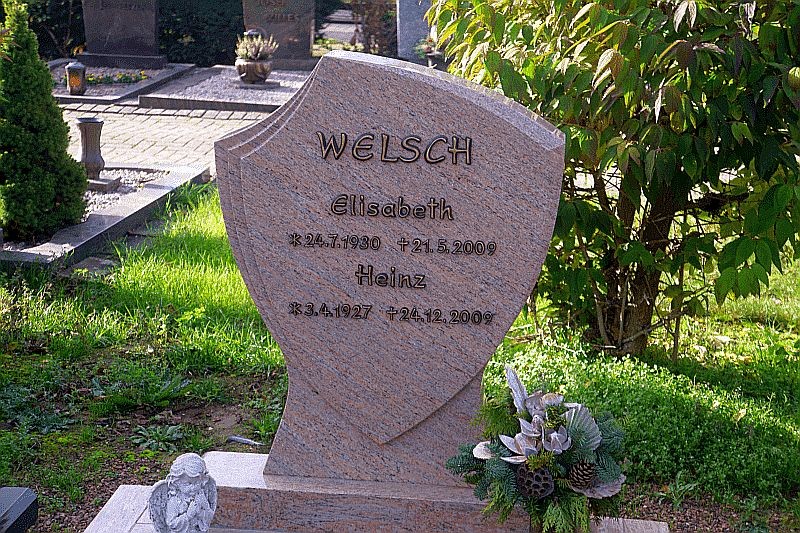 WELSCH
Elisabeth
*24.7.1930 †21.5.2009
Heinz
*3.4.1927 †24.12.2009